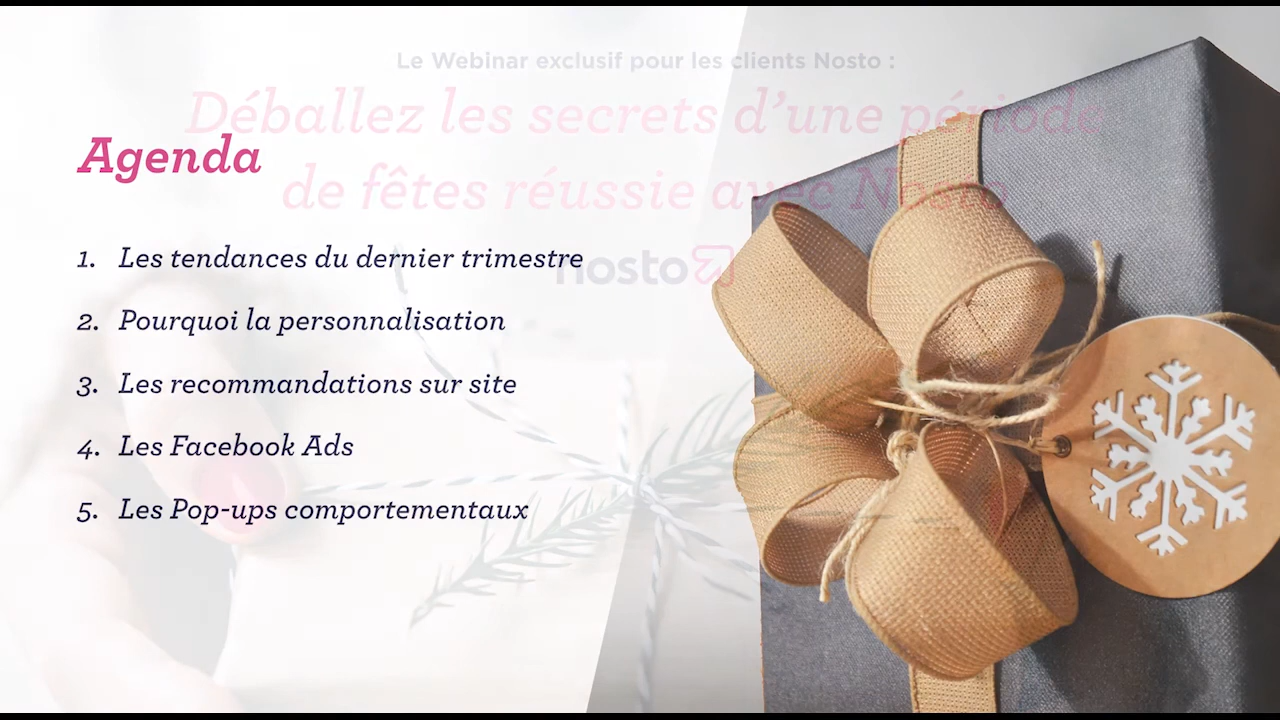 Le Webinar exclusif pour les clients Nosto :
Déballez les secrets d'une période
de fêtes réussie avec Nosto
nosto
Agenda
1. Les tendances du dernier trimestre
2. Pourquoi la personnalisation
3. Les recommandations sur site
4. Les Facebook Ads
5. Les Pop-ups comportementaux